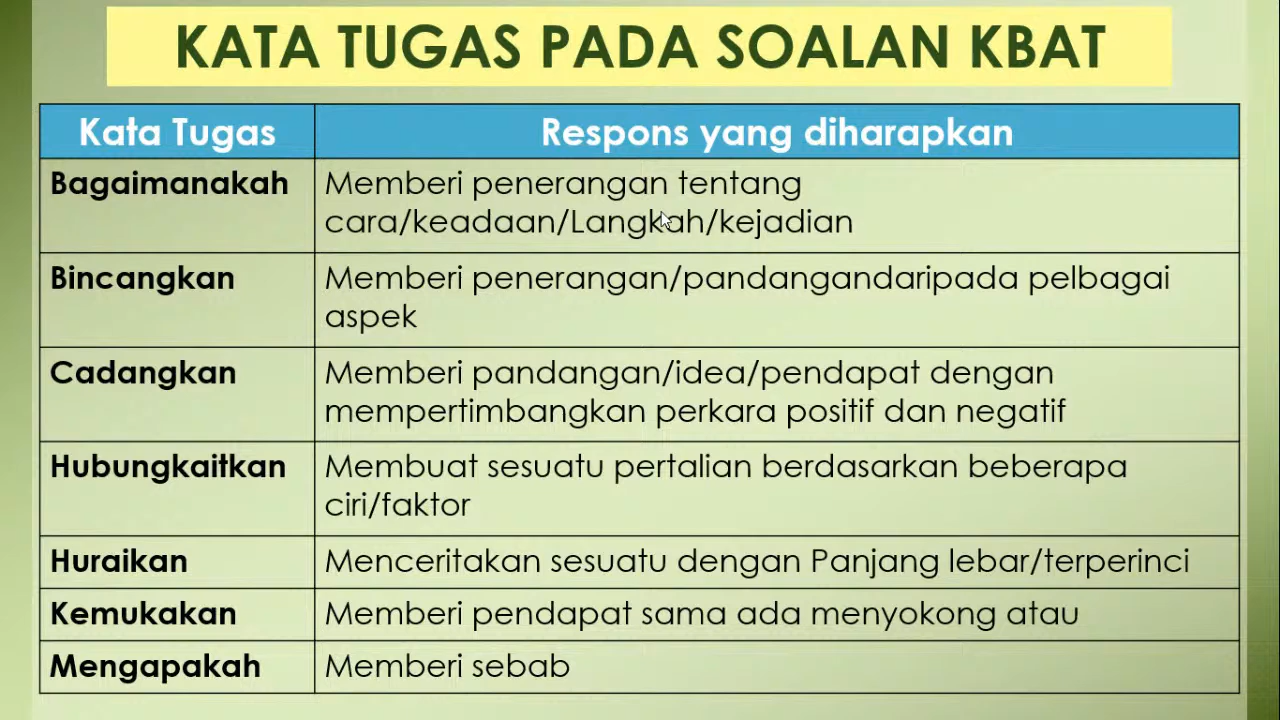 KATA TUGAS PADA SOALAN KBAT
Kata Tugas
Respons yang diharapkan
Bagaimanakah
Memberi penerangan tentang
cara/keadaan/Langkah/kejadian
Bincangkan
Memberi penerangan/pandangandaripada pelbagai
aspek
Cadangkan
Memberi pandangan/idea/pendapat dengan
mempertimbangkan perkara positif dan negatif
Hubungkaitkan
Membuat sesuatu pertalian berdasarkan beberapa
ciri/faktor
Huraikan
Menceritakan sesuatu dengan Panjang lebar/terperinci
Kemukakan
Memberi pendapat sama ada menyokong atau
Mengapakah
Memberi sebab